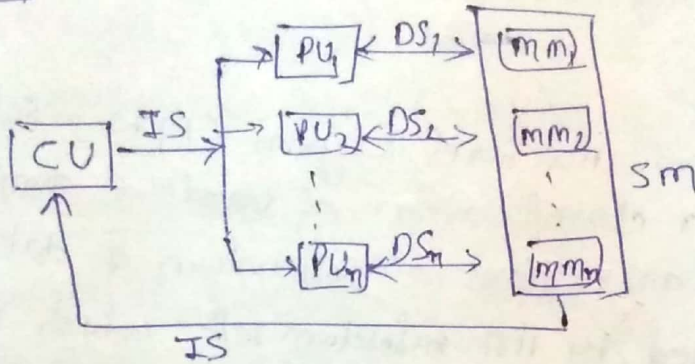 PU₁ DS₁ mm₁
IS
CU PU₂ DS₂ mm₂
SM
PUₙ DSₙ mmₙ
IS